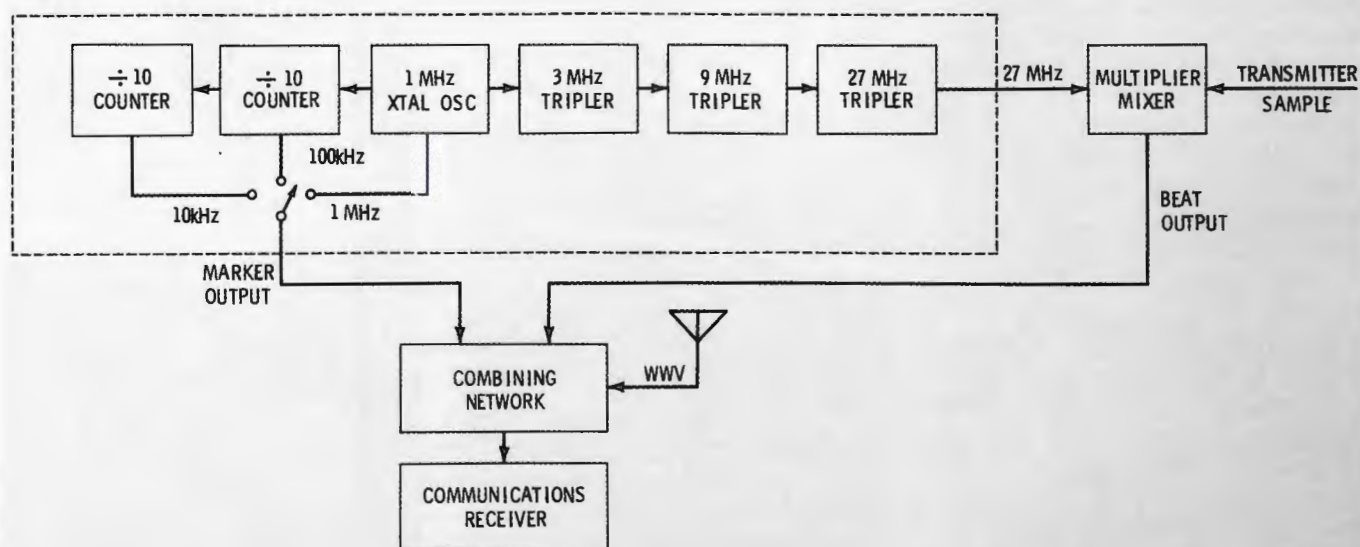 ÷ 10
COUNTER
÷ 10
COUNTER
1 MHz
XTAL OSC
3 MHz
TRIPLER
9 MHz
TRIPLER
27 MHz
TRIPLER
27 MHz
MULTIPLIER
MIXER
TRANSMITTER
SAMPLE
100kHz
10kHz
1 MHz
BEAT
OUTPUT
MARKER
OUTPUT
COMBINING
NETWORK
WWV
COMMUNICATIONS
RECEIVER